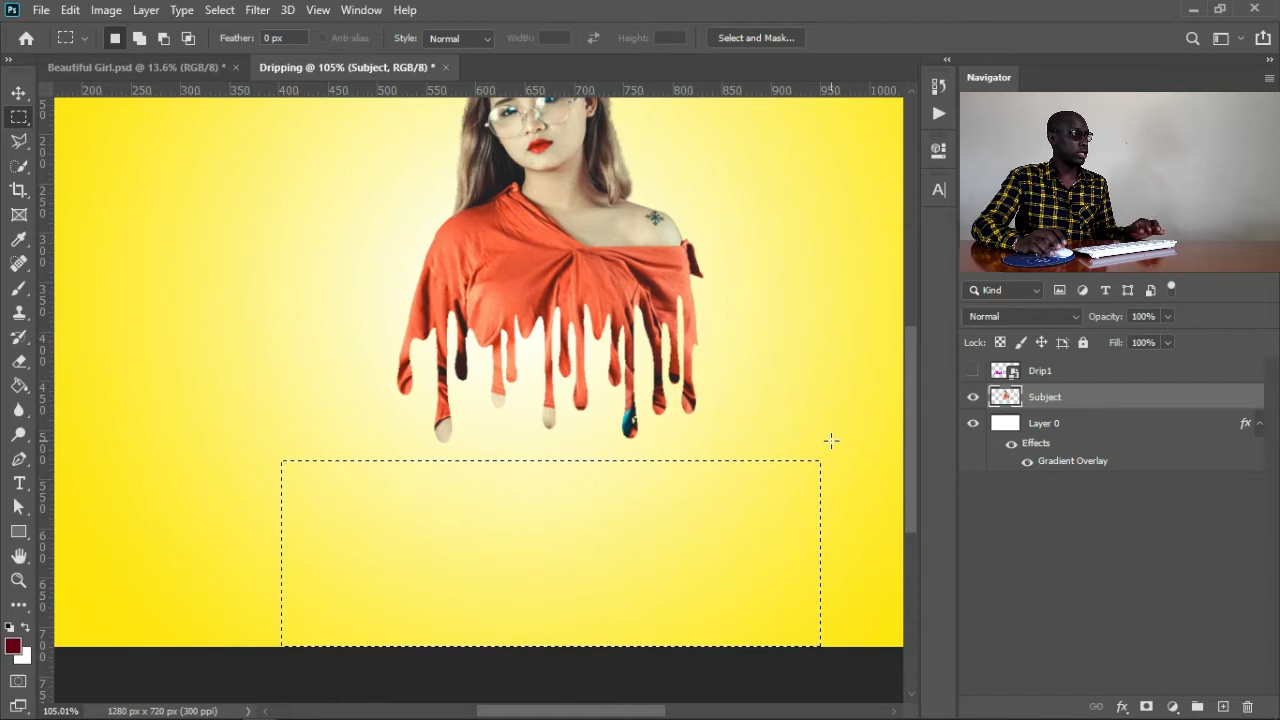 Ps File Edit Image Layer Type Select Filter 3D View Window Help
Feather: 0 px Anti-alias Style: Normal Width: Height: Select and Mask...
Beautiful Girl.psd @ 13.6% (RGB/8) * × Dripping @ 105% (Subject, RGB/8) * ×
Navigator
200 250 300 350 400 450 500 550 600 650 700 750 800 850 900 950 1000
Kind
Normal Opacity: 100%
Lock: Fill: 100%
Drip1
Subject
Layer 0 fx
Effects
Gradient Overlay
105.01% 1280 px x 720 px (300 ppi)